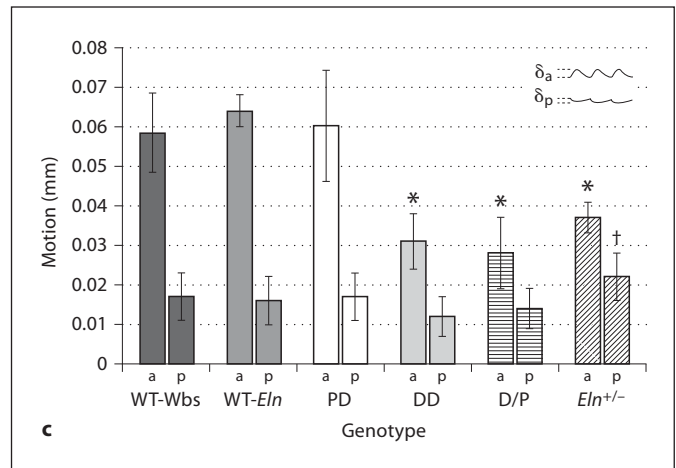 0.08
0.07
0.06
0.05
0.04
0.03
0.02
0.01
0
Motion (mm)
δa
δp
*
*
*
†
a p a p a p a p a p a p
WT-Wbs WT-Eln PD DD D/P Eln+/–
c Genotype